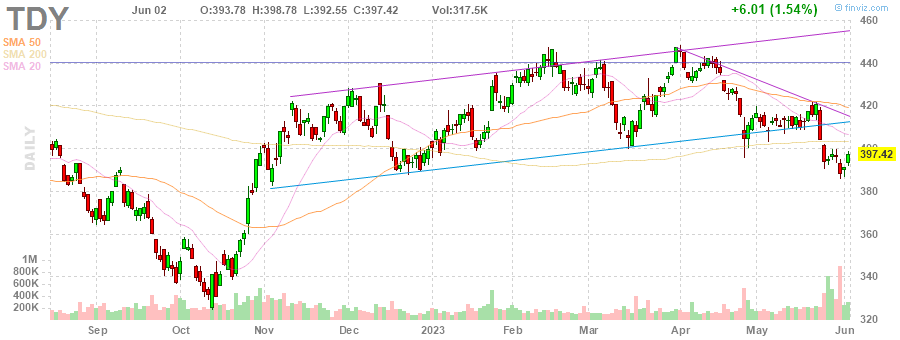 TDY
Jun 02 O:393.78 H:398.78 L:392.55 C:397.42 Vol:317.5K +6.01 (1.54%)
© finviz.com
SMA 50
SMA 200
SMA 20
DAILY
460
440
420
400
397.42
380
360
340
320
1M
800K
600K
400K
200K
Sep Oct Nov Dec 2023 Feb Mar Apr May Jun